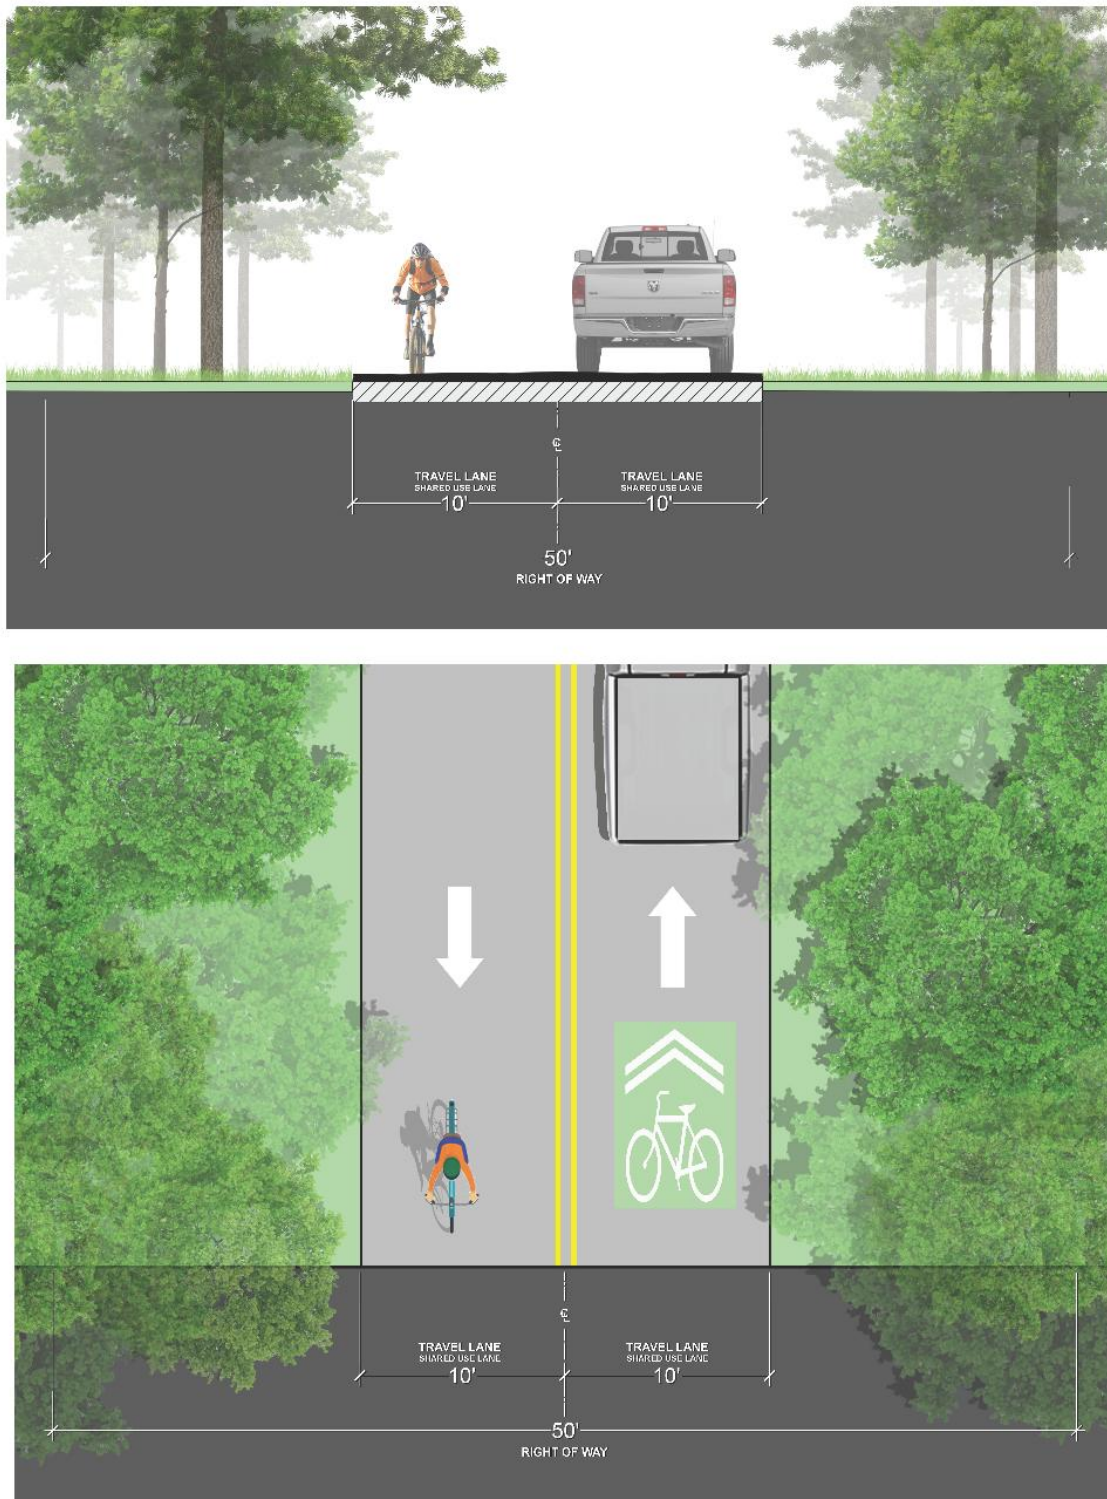 ℄
TRAVEL LANE
SHARED USE LANE
10'
TRAVEL LANE
SHARED USE LANE
10'
50'
RIGHT OF WAY
℄
TRAVEL LANE
SHARED USE LANE
10'
TRAVEL LANE
SHARED USE LANE
10'
50'
RIGHT OF WAY